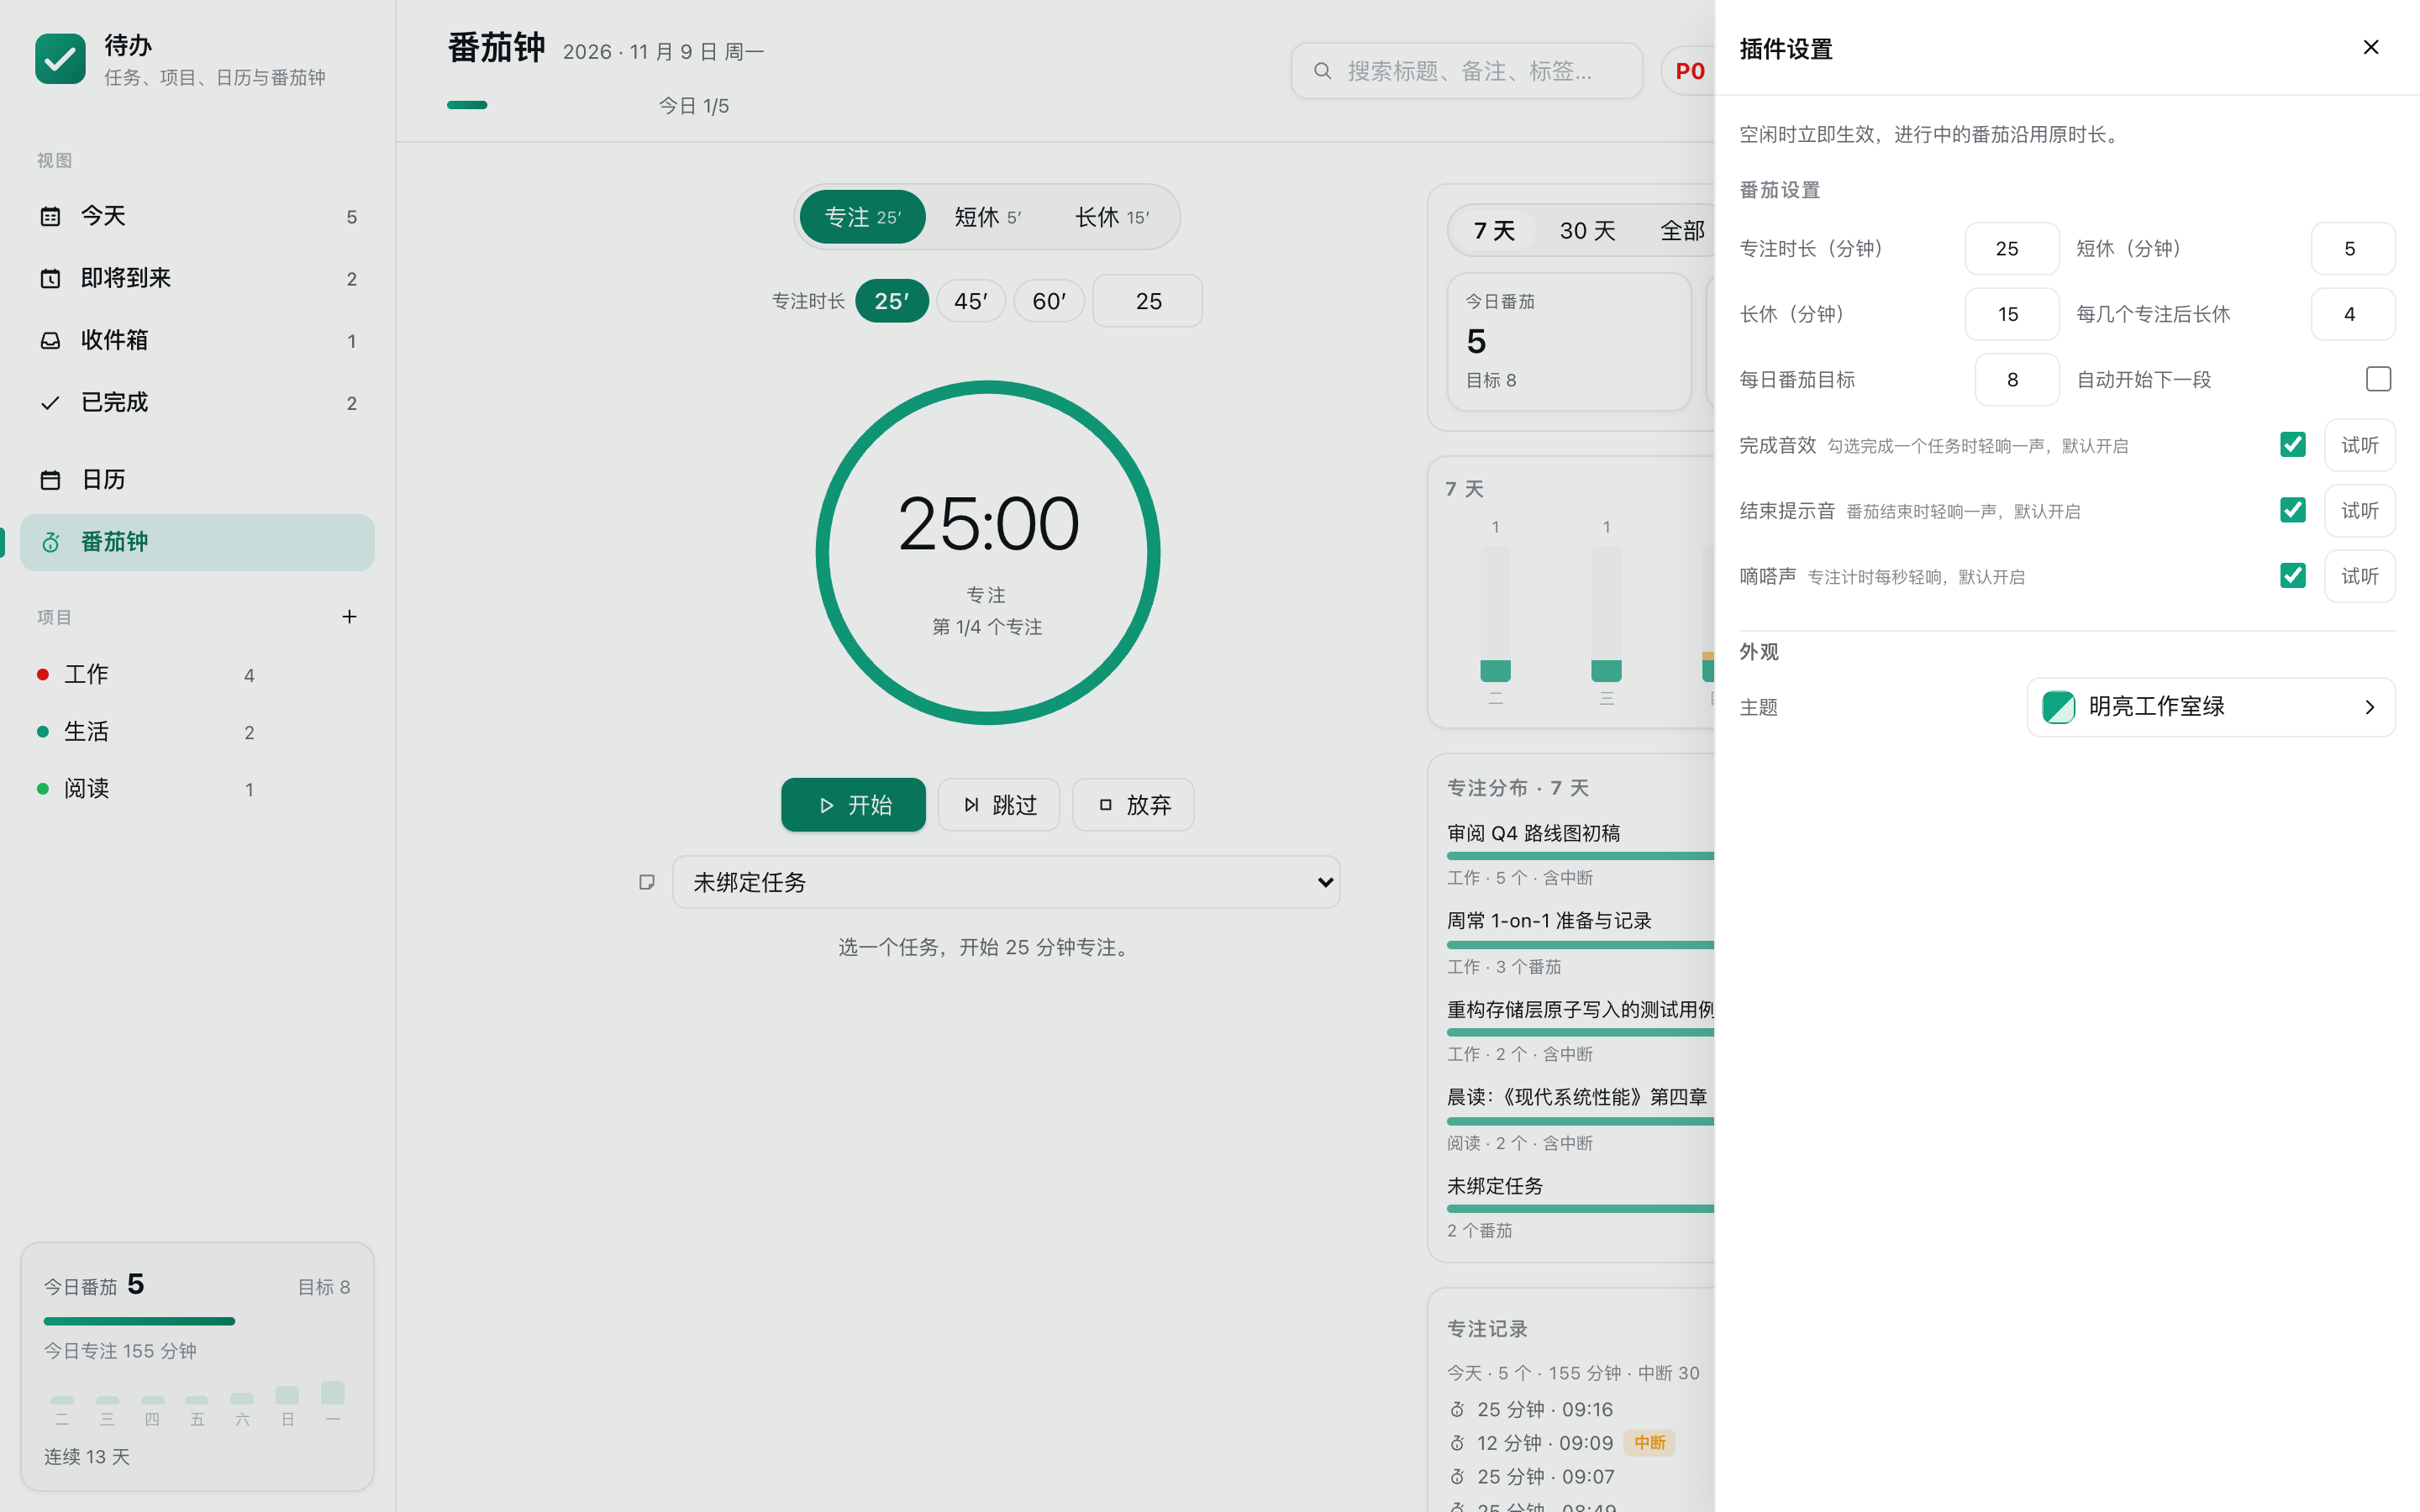 待办
任务、项目、日历与番茄钟
视图
今天 5
即将到来 2
收件箱 1
已完成 2
日历
番茄钟
项目 +
工作 4
生活 2
阅读 1
今日番茄 5 目标 8
今日专注 155 分钟
二 三 四 五 六 日 一
连续 13 天
番茄钟 2026 · 11 月 9 日 周一
今日 1/5
搜索标题、备注、标签...
P0
专注 25′ 短休 5′ 长休 15′
专注时长 25′ 45′ 60′ 25
25:00
专注
第 1/4 个专注
开始 跳过 放弃
未绑定任务
选一个任务，开始 25 分钟专注。
7 天 30 天 全部
今日番茄
5
目标 8
7 天
1 1
二 三
专注分布 · 7 天
审阅 Q4 路线图初稿
工作 · 5 个 · 含中断
周常 1-on-1 准备与记录
工作 · 3 个番茄
重构存储层原子写入的测试用例
工作 · 2 个 · 含中断
晨读：《现代系统性能》第四章
阅读 · 2 个 · 含中断
未绑定任务
2 个番茄
专注记录
今天 · 5 个 · 155 分钟 · 中断 30
25 分钟 · 09:16
12 分钟 · 09:09 中断
25 分钟 · 09:07
25 分钟 · 08:49
插件设置
空闲时立即生效，进行中的番茄沿用原时长。
番茄设置
专注时长（分钟） 25 短休（分钟） 5
长休（分钟） 15 每几个专注后长休 4
每日番茄目标 8 自动开始下一段
完成音效 勾选完成一个任务时轻响一声，默认开启 试听
结束提示音 番茄结束时轻响一声，默认开启 试听
嘀嗒声 专注计时每秒轻响，默认开启 试听
外观
主题 明亮工作室绿